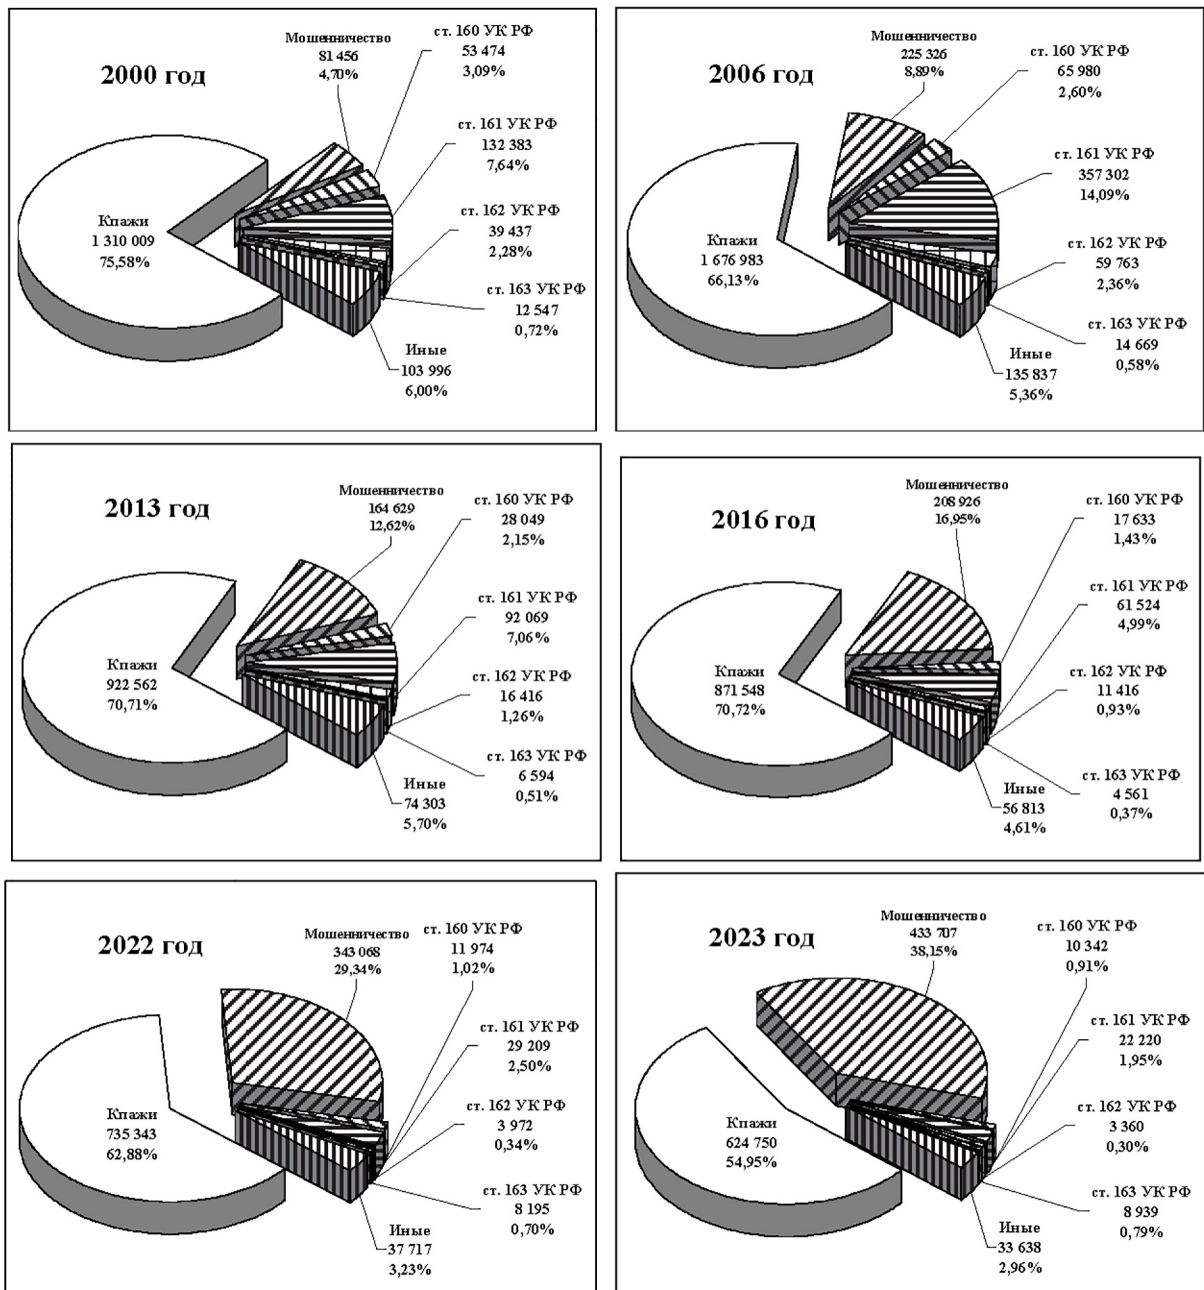 2000 год
Мошенничество
81 456
4,70%
ст. 160 УК РФ
53 474
3,09%
ст. 161 УК РФ
132 383
7,64%
ст. 162 УК РФ
39 437
2,28%
ст. 163 УК РФ
12 547
0,72%
Иные
103 996
6,00%
Кпажи
1 310 009
75,58%
2006 год
Мошенничество
225 326
8,89%
ст. 160 УК РФ
65 980
2,60%
ст. 161 УК РФ
357 302
14,09%
ст. 162 УК РФ
59 763
2,36%
ст. 163 УК РФ
14 669
0,58%
Иные
135 837
5,36%
Кпажи
1 676 983
66,13%
2013 год
Мошенничество
164 629
12,62%
ст. 160 УК РФ
28 049
2,15%
ст. 161 УК РФ
92 069
7,06%
ст. 162 УК РФ
16 416
1,26%
ст. 163 УК РФ
6 594
0,51%
Иные
74 303
5,70%
Кпажи
922 562
70,71%
2016 год
Мошенничество
208 926
16,95%
ст. 160 УК РФ
17 633
1,43%
ст. 161 УК РФ
61 524
4,99%
ст. 162 УК РФ
11 416
0,93%
ст. 163 УК РФ
4 561
0,37%
Иные
56 813
4,61%
Кпажи
871 548
70,72%
2022 год
Мошенничество
343 068
29,34%
ст. 160 УК РФ
11 974
1,02%
ст. 161 УК РФ
29 209
2,50%
ст. 162 УК РФ
3 972
0,34%
ст. 163 УК РФ
8 195
0,70%
Иные
37 717
3,23%
Кпажи
735 343
62,88%
2023 год
Мошенничество
433 707
38,15%
ст. 160 УК РФ
10 342
0,91%
ст. 161 УК РФ
22 220
1,95%
ст. 162 УК РФ
3 360
0,30%
ст. 163 УК РФ
8 939
0,79%
Иные
33 638
2,96%
Кпажи
624 750
54,95%